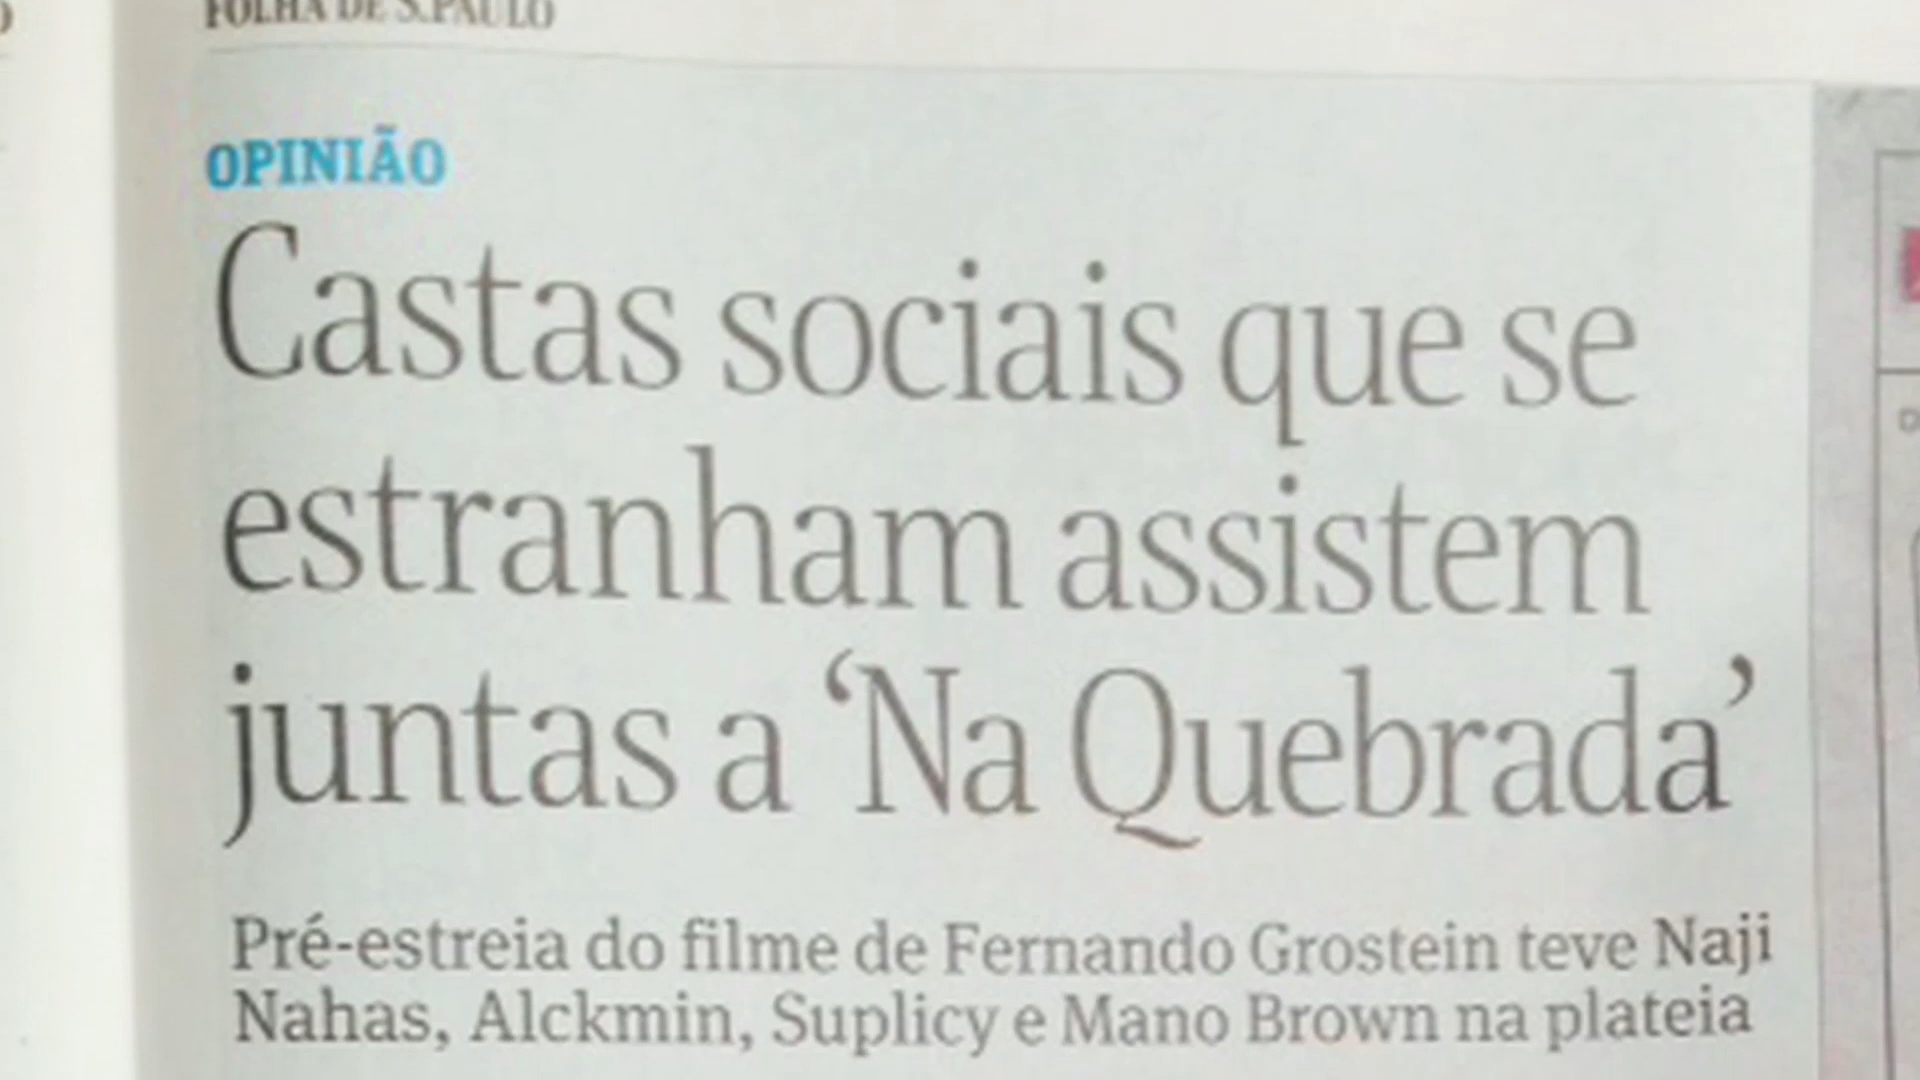 FOLHA DE S.PAULO
OPINIÃO
Castas sociais que se
estranham assistem
juntas a ‘Na Quebrada’
Pré-estreia do filme de Fernando Grostein teve Naji
Nahas, Alckmin, Suplicy e Mano Brown na plateia